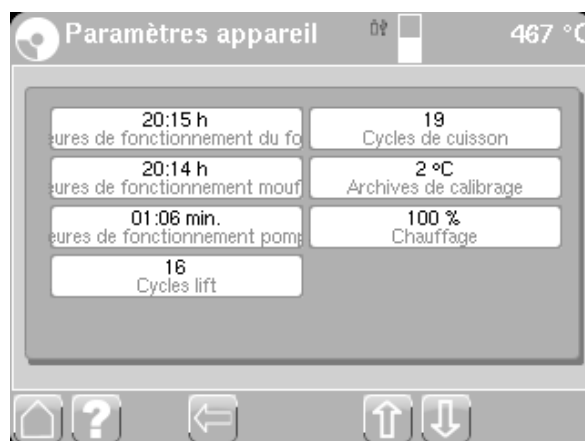 Paramètres appareil
467 °C
20:15 h
eures de fonctionnement du fo
19
Cycles de cuisson
20:14 h
eures de fonctionnement mouf
2 °C
Archives de calibrage
01:06 min.
eures de fonctionnement pomp
100 %
Chauffage
16
Cycles lift
?